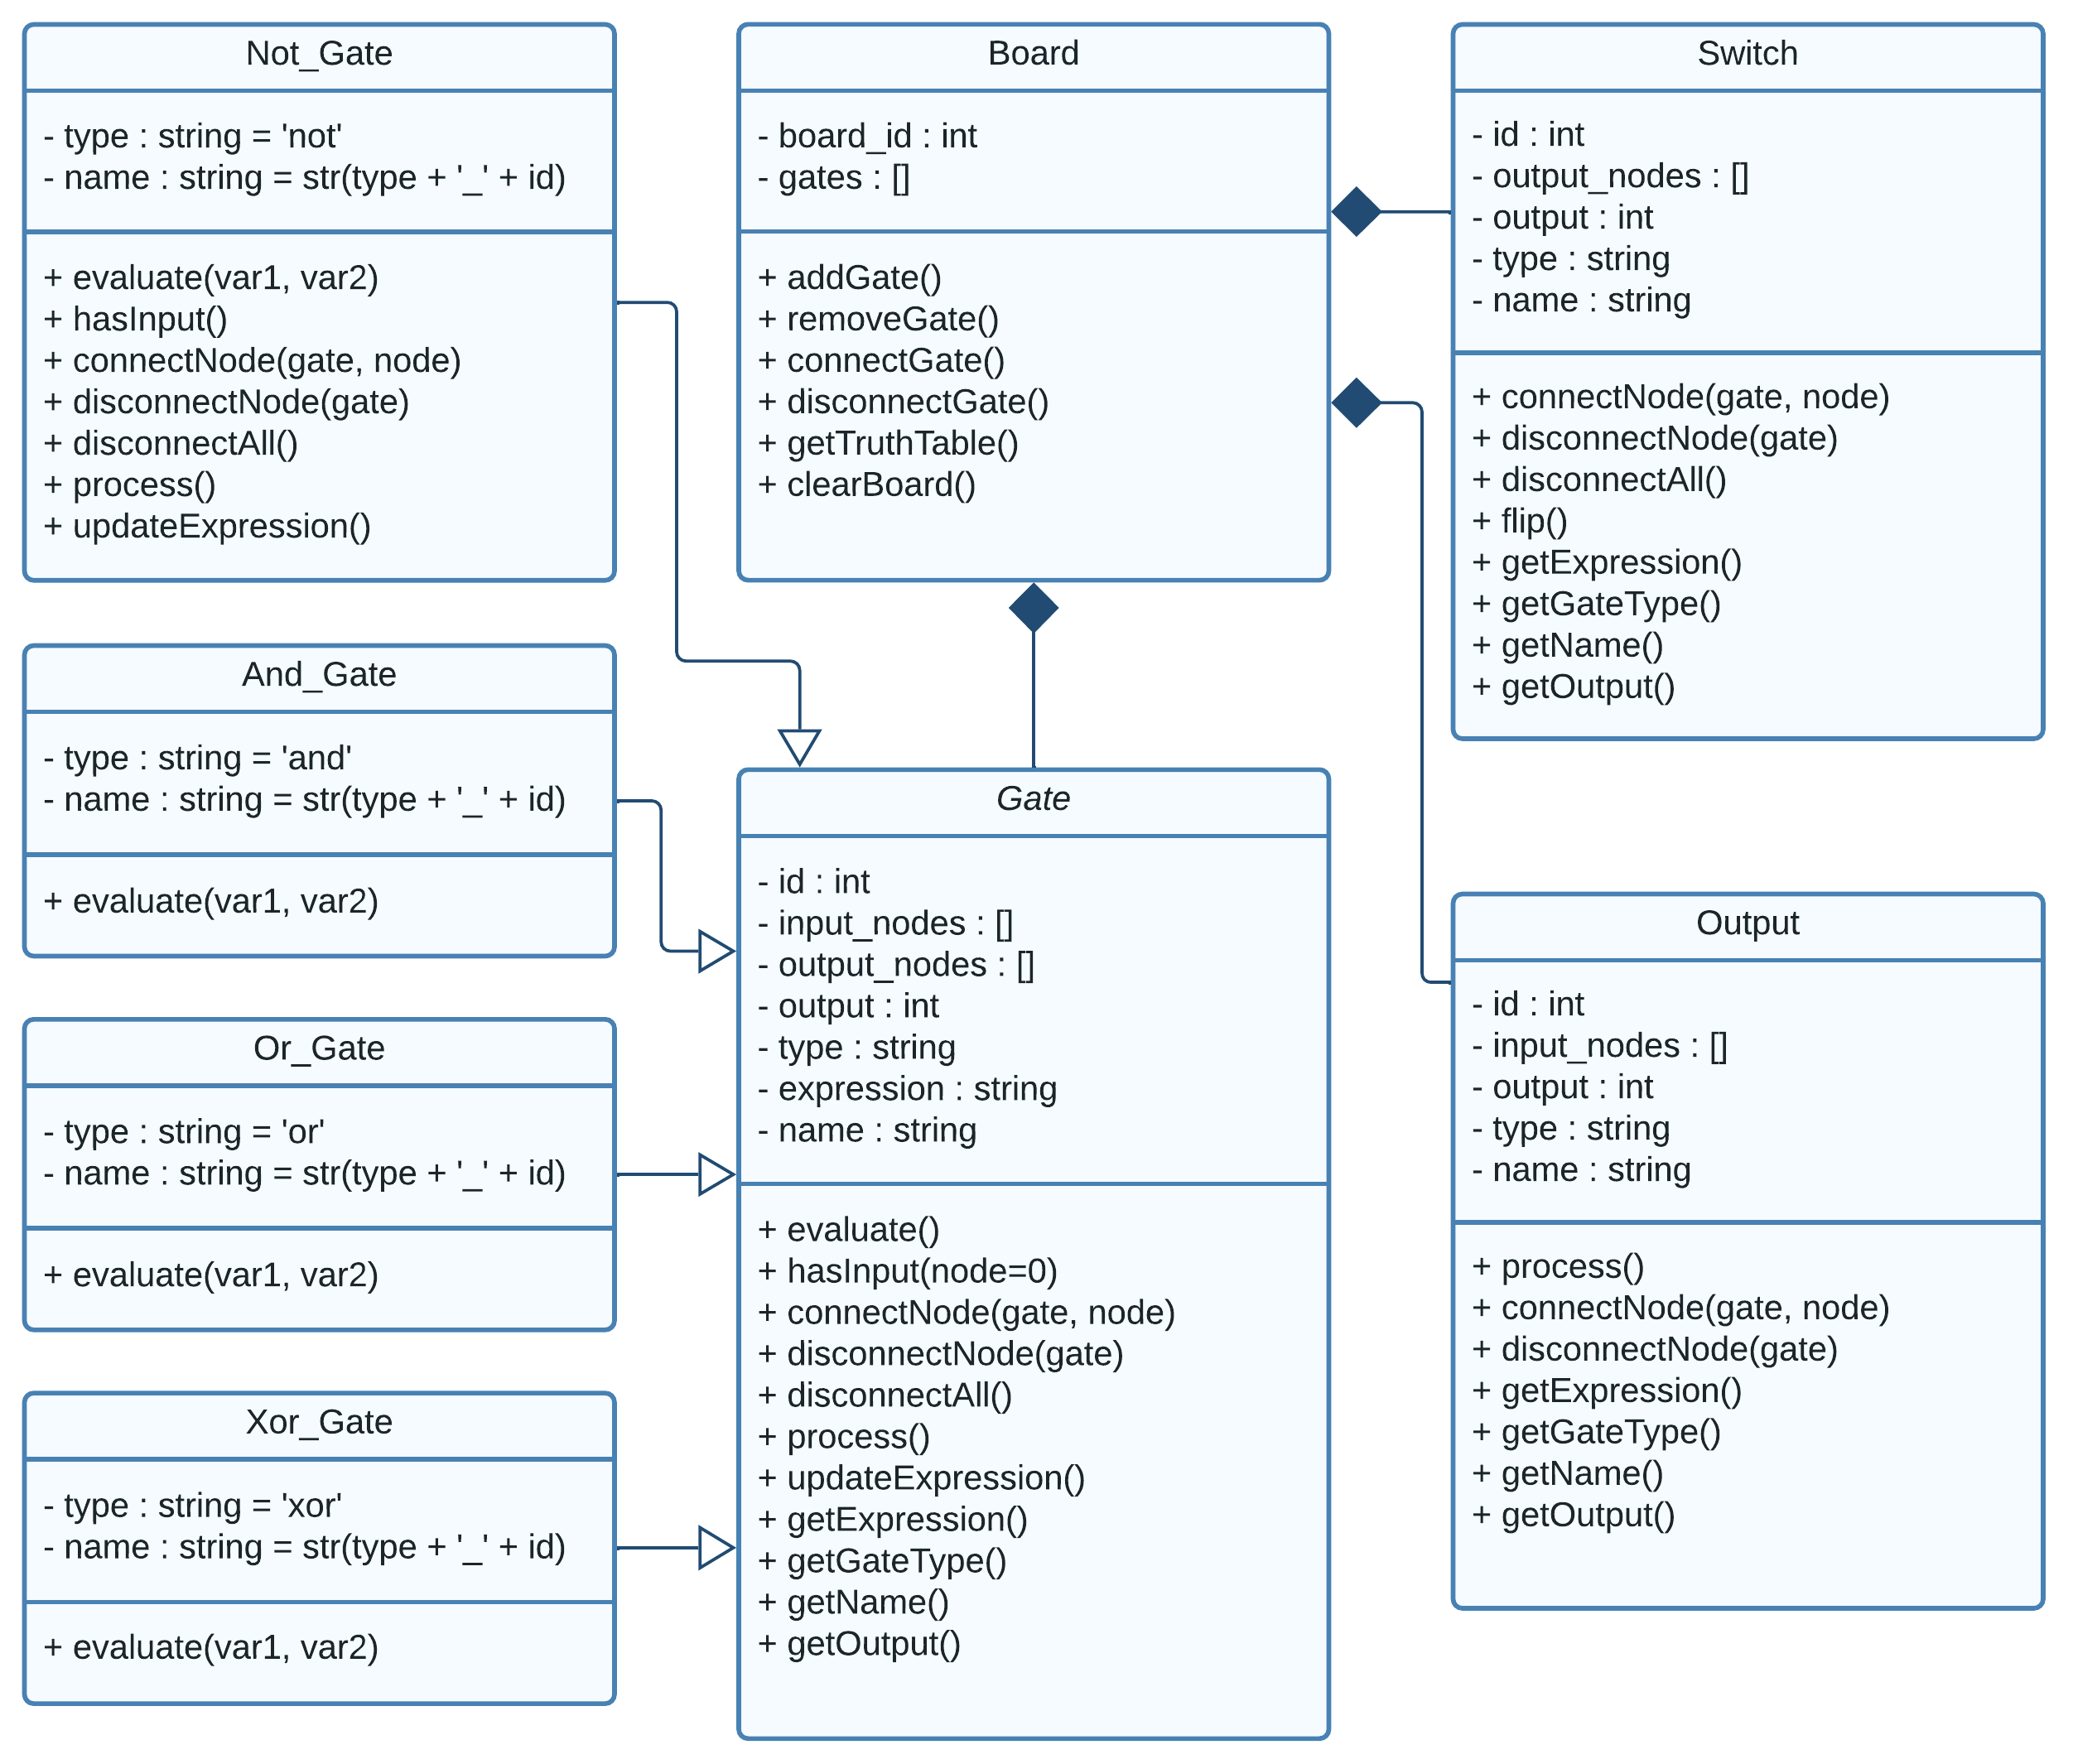 Not_Gate
- type : string = 'not'
- name : string = str(type + '_' + id)
+ evaluate(var1, var2)
+ hasInput()
+ connectNode(gate, node)
+ disconnectNode(gate)
+ disconnectAll()
+ process()
+ updateExpression()
And_Gate
- type : string = 'and'
- name : string = str(type + '_' + id)
+ evaluate(var1, var2)
Or_Gate
- type : string = 'or'
- name : string = str(type + '_' + id)
+ evaluate(var1, var2)
Xor_Gate
- type : string = 'xor'
- name : string = str(type + '_' + id)
+ evaluate(var1, var2)
Board
- board_id : int
- gates : []
+ addGate()
+ removeGate()
+ connectGate()
+ disconnectGate()
+ getTruthTable()
+ clearBoard()
Gate
- id : int
- input_nodes : []
- output_nodes : []
- output : int
- type : string
- expression : string
- name : string
+ evaluate()
+ hasInput(node=0)
+ connectNode(gate, node)
+ disconnectNode(gate)
+ disconnectAll()
+ process()
+ updateExpression()
+ getExpression()
+ getGateType()
+ getName()
+ getOutput()
Switch
- id : int
- output_nodes : []
- output : int
- type : string
- name : string
+ connectNode(gate, node)
+ disconnectNode(gate)
+ disconnectAll()
+ flip()
+ getExpression()
+ getGateType()
+ getName()
+ getOutput()
Output
- id : int
- input_nodes : []
- output : int
- type : string
- name : string
+ process()
+ connectNode(gate, node)
+ disconnectNode(gate)
+ getExpression()
+ getGateType()
+ getName()
+ getOutput()